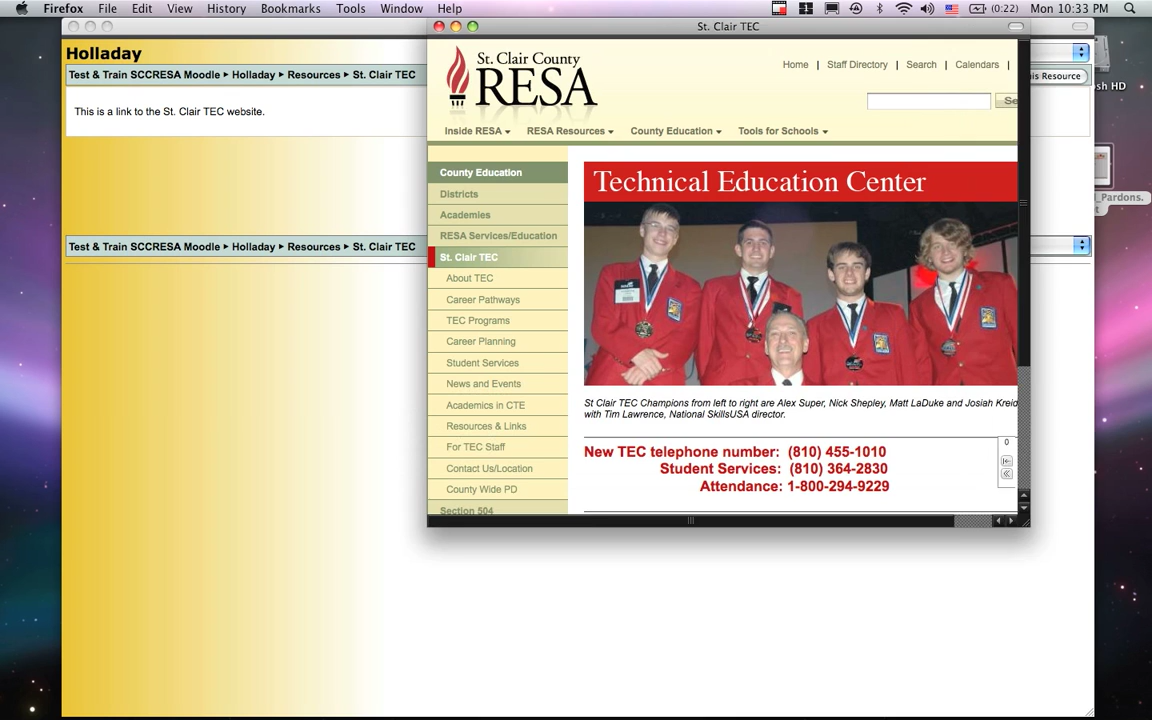 Firefox File Edit View History Bookmarks Tools Window Help (0:22) Mon 10:33 PM
St. Clair TEC
Holladay
Test & Train SCCRESA Moodle ▸ Holladay ▸ Resources ▸ St. Clair TEC
This is a link to the St. Clair TEC website.
Test & Train SCCRESA Moodle ▸ Holladay ▸ Resources ▸ St. Clair TEC
his Resource
osh HD
_Pardons.
St. Clair County
RESA
Home | Staff Directory | Search | Calendars |
Se
Inside RESA ▾ RESA Resources ▾ County Education ▾ Tools for Schools ▾
County Education
Districts
Academies
RESA Services/Education
St. Clair TEC
About TEC
Career Pathways
TEC Programs
Career Planning
Student Services
News and Events
Academics in CTE
Resources & Links
For TEC Staff
Contact Us/Location
County Wide PD
Section 504
Technical Education Center
St Clair TEC Champions from left to right are Alex Super, Nick Shepley, Matt LaDuke and Josiah Kreid
with Tim Lawrence, National SkillsUSA director.
New TEC telephone number: (810) 455-1010
Student Services: (810) 364-2830
Attendance: 1-800-294-9229
0